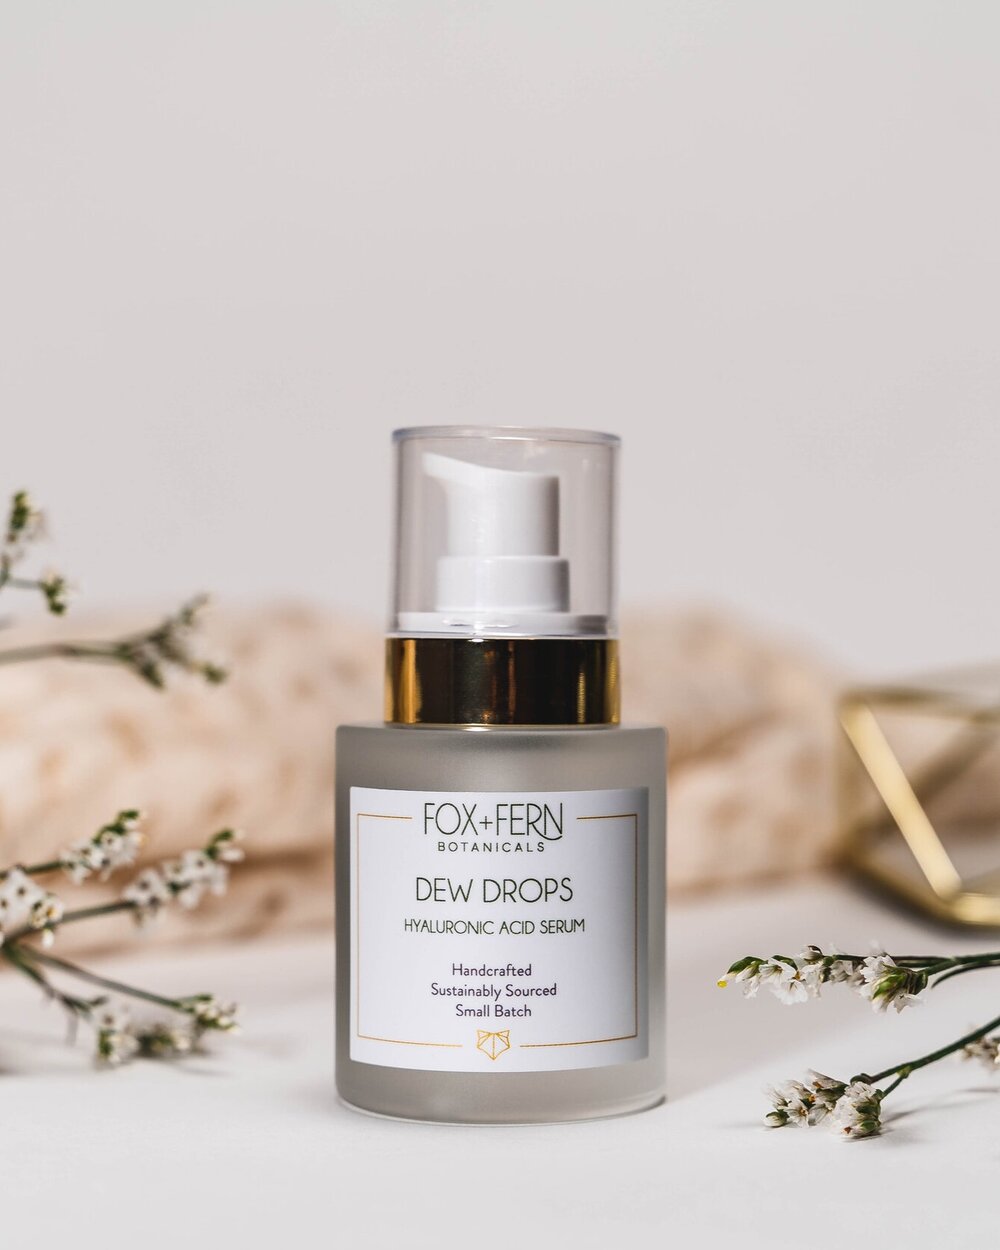 FOX+FERN
BOTANICALS
DEW DROPS
HYALURONIC ACID SERUM
Handcrafted
Sustainably Sourced
Small Batch